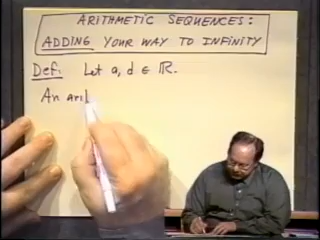 ARITHMETIC SEQUENCES:
ADDING YOUR WAY TO INFINITY
Def. Let a, d ∈ ℝ.
An arit